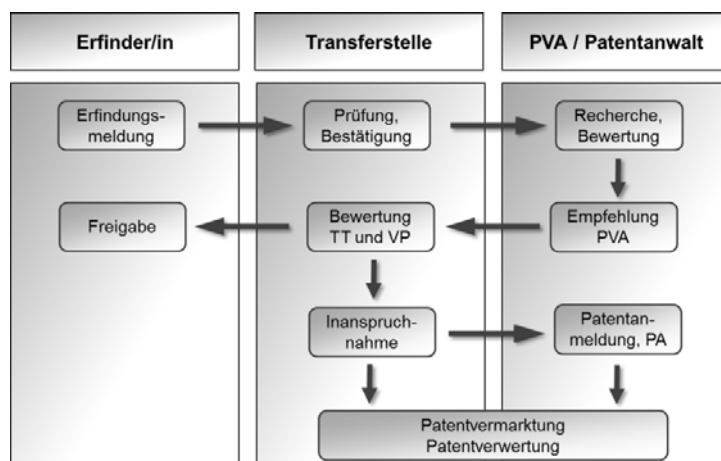 Erfinder/in
Transferstelle
PVA / Patentanwalt
Erfindungs-
meldung
Prüfung,
Bestätigung
Recherche,
Bewertung
Freigabe
Bewertung
TT und VP
Empfehlung
PVA
Inanspruch-
nahme
Patentan-
meldung, PA
Patentvermarktung
Patentverwertung